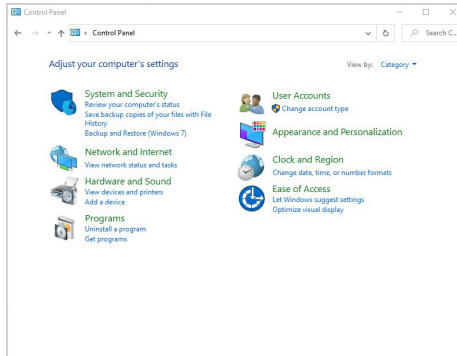 Control Panel
Control Panel
Search C...
Adjust your computer's settings
View by: Category
System and Security
Review your computer's status
Save backup copies of your files with File
History
Backup and Restore (Windows 7)
Network and Internet
View network status and tasks
Hardware and Sound
View devices and printers
Add a device
Programs
Uninstall a program
Get programs
User Accounts
Change account type
Appearance and Personalization
Clock and Region
Change date, time, or number formats
Ease of Access
Let Windows suggest settings
Optimize visual display